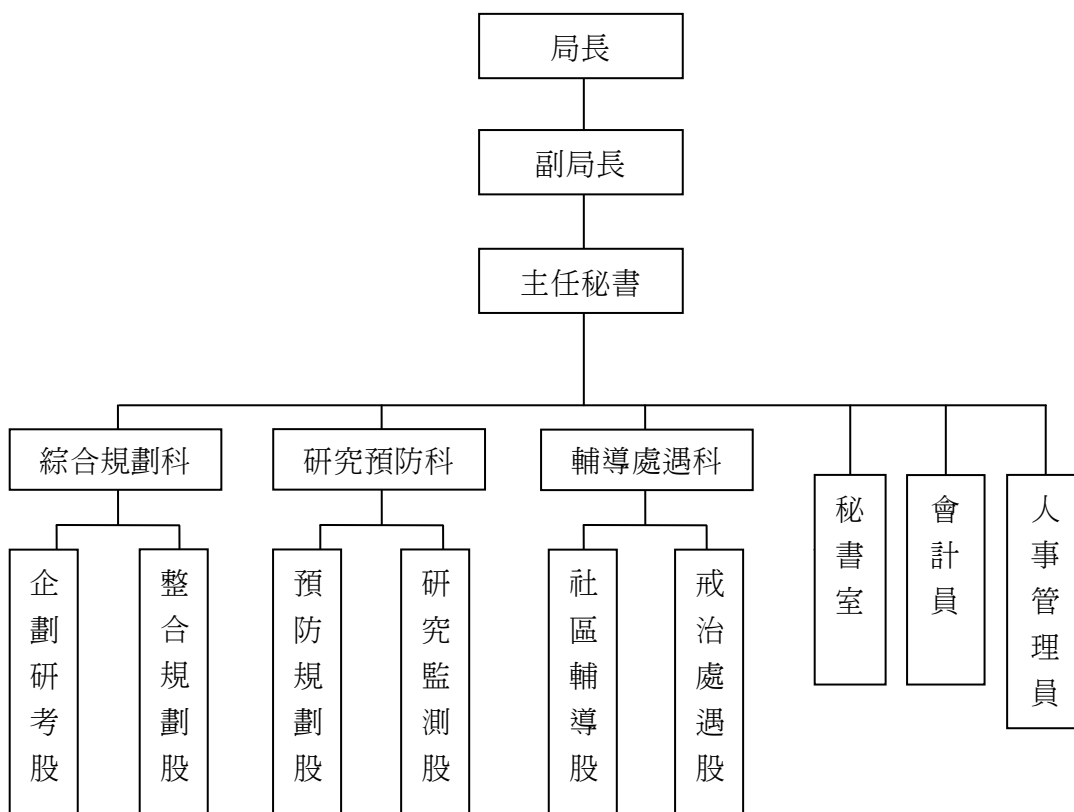 局長
副局長
主任秘書
綜合規劃科
研究預防科
輔導處遇科
秘書室
會計員
人事管理員
企劃研考股
整合規劃股
預防規劃股
研究監測股
社區輔導股
戒治處遇股